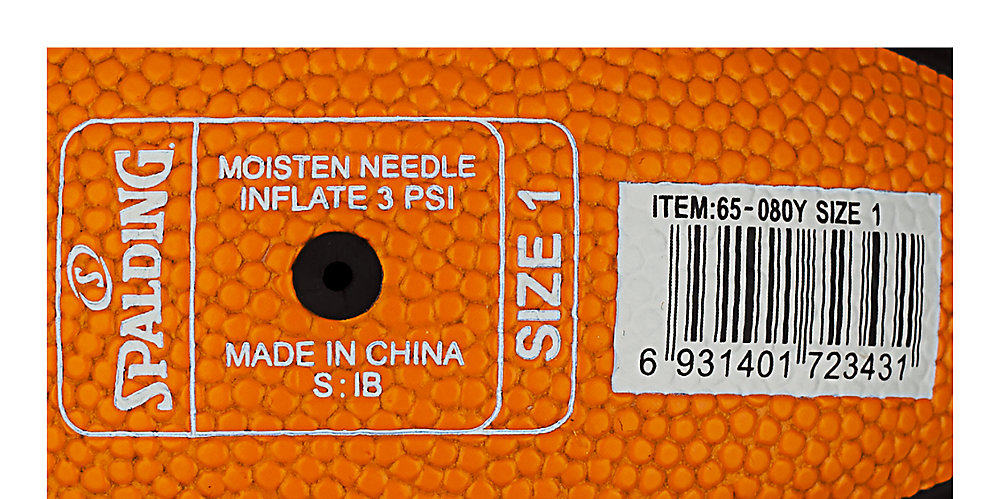 S
SPALDING
MOISTEN NEEDLE
INFLATE 3 PSI
MADE IN CHINA
S:IB
SIZE 1
ITEM:65-080Y SIZE 1
6 931401 723431